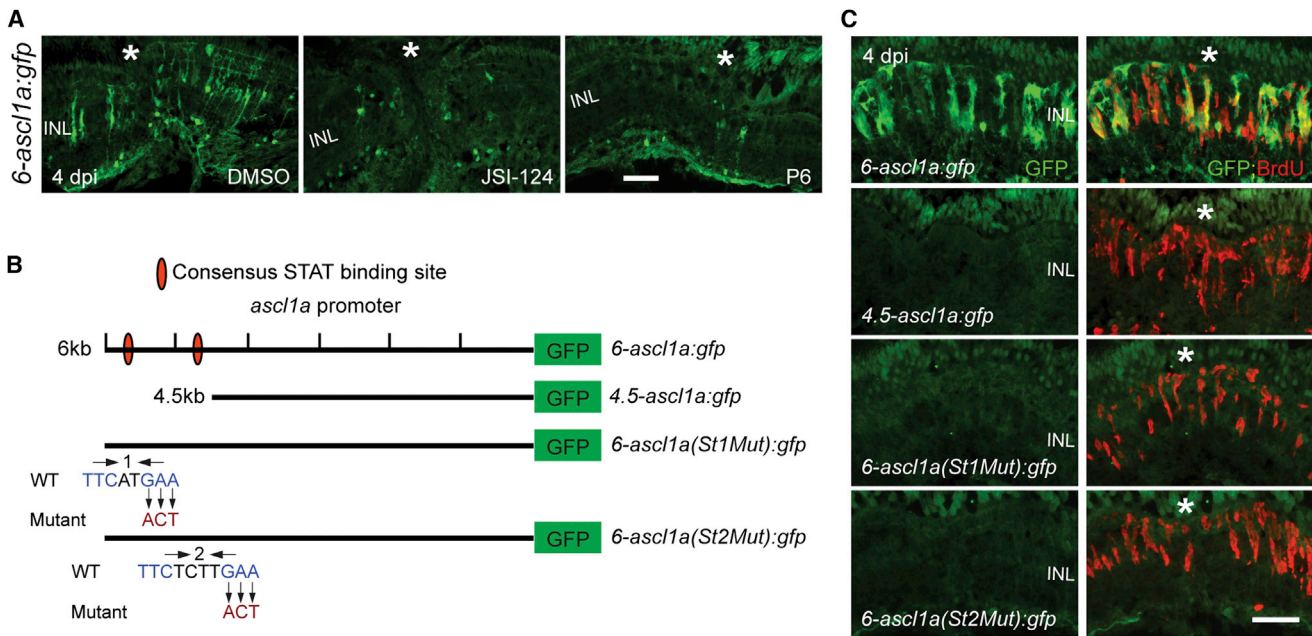 A
6-ascl1a:gfp
*
INL
4 dpi
DMSO
*
INL
JSI-124
*
INL
P6
B
Consensus STAT binding site
ascl1a promoter
6kb
GFP
6-ascl1a:gfp
4.5kb
GFP
4.5-ascl1a:gfp
GFP
6-ascl1a(St1Mut):gfp
1
WT TTCATGAA
Mutant ACT
GFP
6-ascl1a(St2Mut):gfp
2
WT TTCTCTTGAA
Mutant ACT
C
4 dpi
INL
6-ascl1a:gfp
GFP
*
GFP;BrdU
INL
4.5-ascl1a:gfp
*
INL
6-ascl1a(St1Mut):gfp
*
INL
6-ascl1a(St2Mut):gfp
*